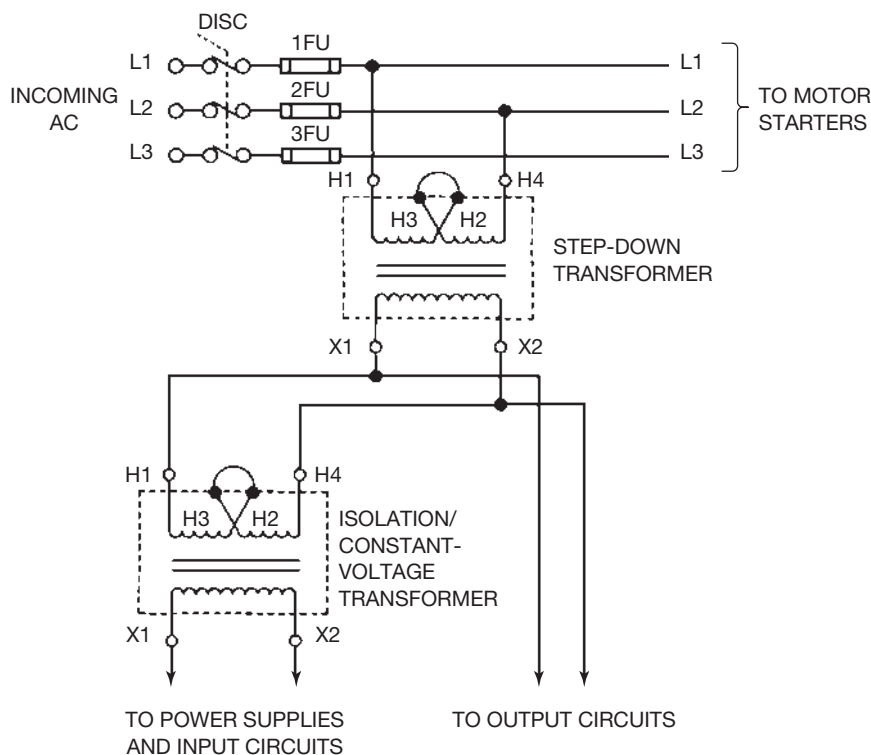 DISC
1FU
L1
L1
INCOMING
AC
2FU
L2
L2
TO MOTOR
STARTERS
3FU
L3
L3
H1
H4
H3
H2
STEP-DOWN
TRANSFORMER
X1
X2
H1
H4
H3
H2
ISOLATION/
CONSTANT-
VOLTAGE
TRANSFORMER
X1
X2
TO POWER SUPPLIES
AND INPUT CIRCUITS
TO OUTPUT CIRCUITS